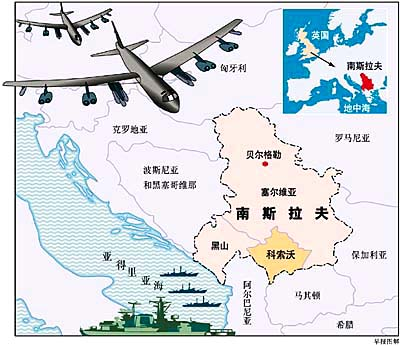 英国
南斯拉夫
地中海
匈牙利
克罗地亚
罗马尼亚
波斯尼亚
和黑塞哥维那
贝尔格勒
塞尔维亚
南斯拉夫
黑山
科索沃
保加利亚
亚得里亚海
阿尔巴尼亚
马其顿
希腊
早报图解